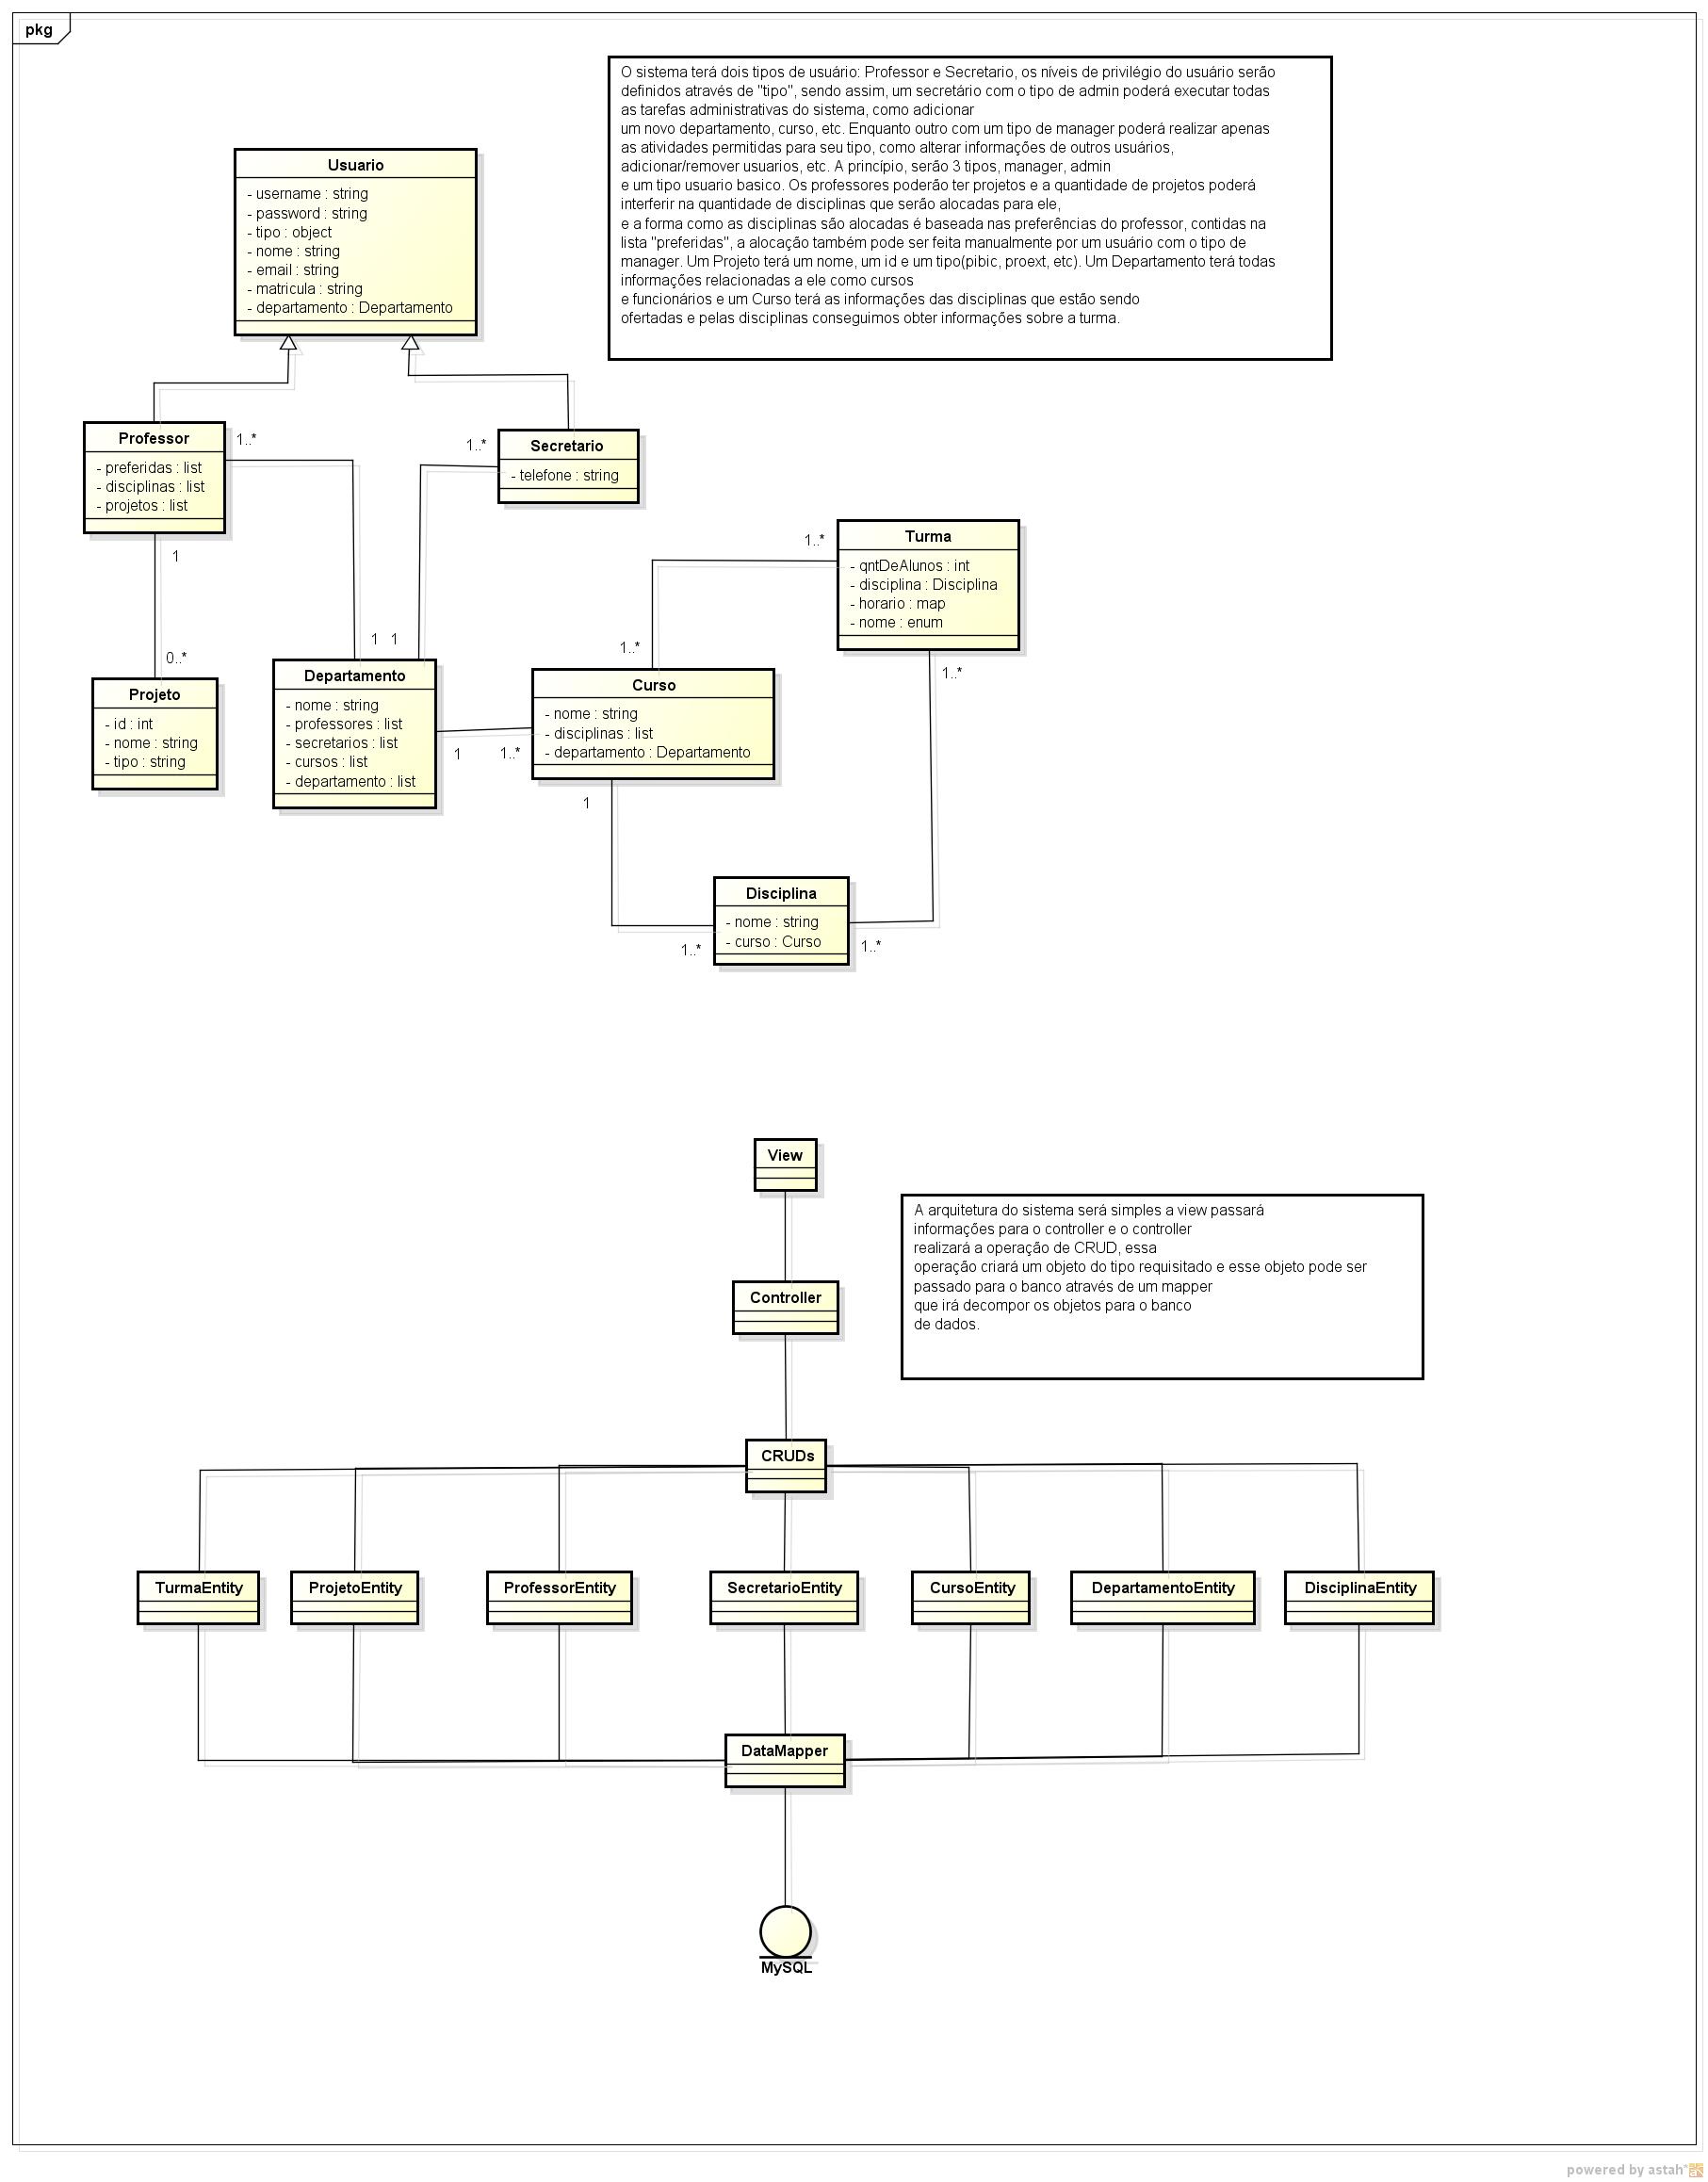 pkg
O sistema terá dois tipos de usuário: Professor e Secretario, os níveis de privilégio do usuário serão
definidos através de "tipo", sendo assim, um secretário com o tipo de admin poderá executar todas
as tarefas administrativas do sistema, como adicionar
um novo departamento, curso, etc. Enquanto outro com um tipo de manager poderá realizar apenas
as atividades permitidas para seu tipo, como alterar informações de outros usuários,
adicionar/remover usuarios, etc. A princípio, serão 3 tipos, manager, admin
e um tipo usuario basico. Os professores poderão ter projetos e a quantidade de projetos poderá
interferir na quantidade de disciplinas que serão alocadas para ele,
e a forma como as disciplinas são alocadas é baseada nas preferências do professor, contidas na
lista "preferidas", a alocação também pode ser feita manualmente por um usuário com o tipo de
manager. Um Projeto terá um nome, um id e um tipo(pibic, proext, etc). Um Departamento terá todas
informações relacionadas a ele como cursos
e funcionários e um Curso terá as informações das disciplinas que estão sendo
ofertadas e pelas disciplinas conseguimos obter informações sobre a turma.
Usuario
- username : string
- password : string
- tipo : object
- nome : string
- email : string
- matricula : string
- departamento : Departamento
Professor
- preferidas : list
- disciplinas : list
- projetos : list
1..*
1
1..*
Secretario
- telefone : string
0..*
1
1
Projeto
- id : int
- nome : string
- tipo : string
Departamento
- nome : string
- professores : list
- secretarios : list
- cursos : list
- departamento : list
1
1..*
Curso
- nome : string
- disciplinas : list
- departamento : Departamento
1..*
1..*
Turma
- qntDeAlunos : int
- disciplina : Disciplina
- horario : map
- nome : enum
1..*
1
1..*
Disciplina
- nome : string
- curso : Curso
1..*
View
A arquitetura do sistema será simples a view passará
informações para o controller e o controller
realizará a operação de CRUD, essa
operação criará um objeto do tipo requisitado e esse objeto pode ser
passado para o banco através de um mapper
que irá decompor os objetos para o banco
de dados.
Controller
CRUDs
TurmaEntity
ProjetoEntity
ProfessorEntity
SecretarioEntity
CursoEntity
DepartamentoEntity
DisciplinaEntity
DataMapper
MySQL
powered by astah*